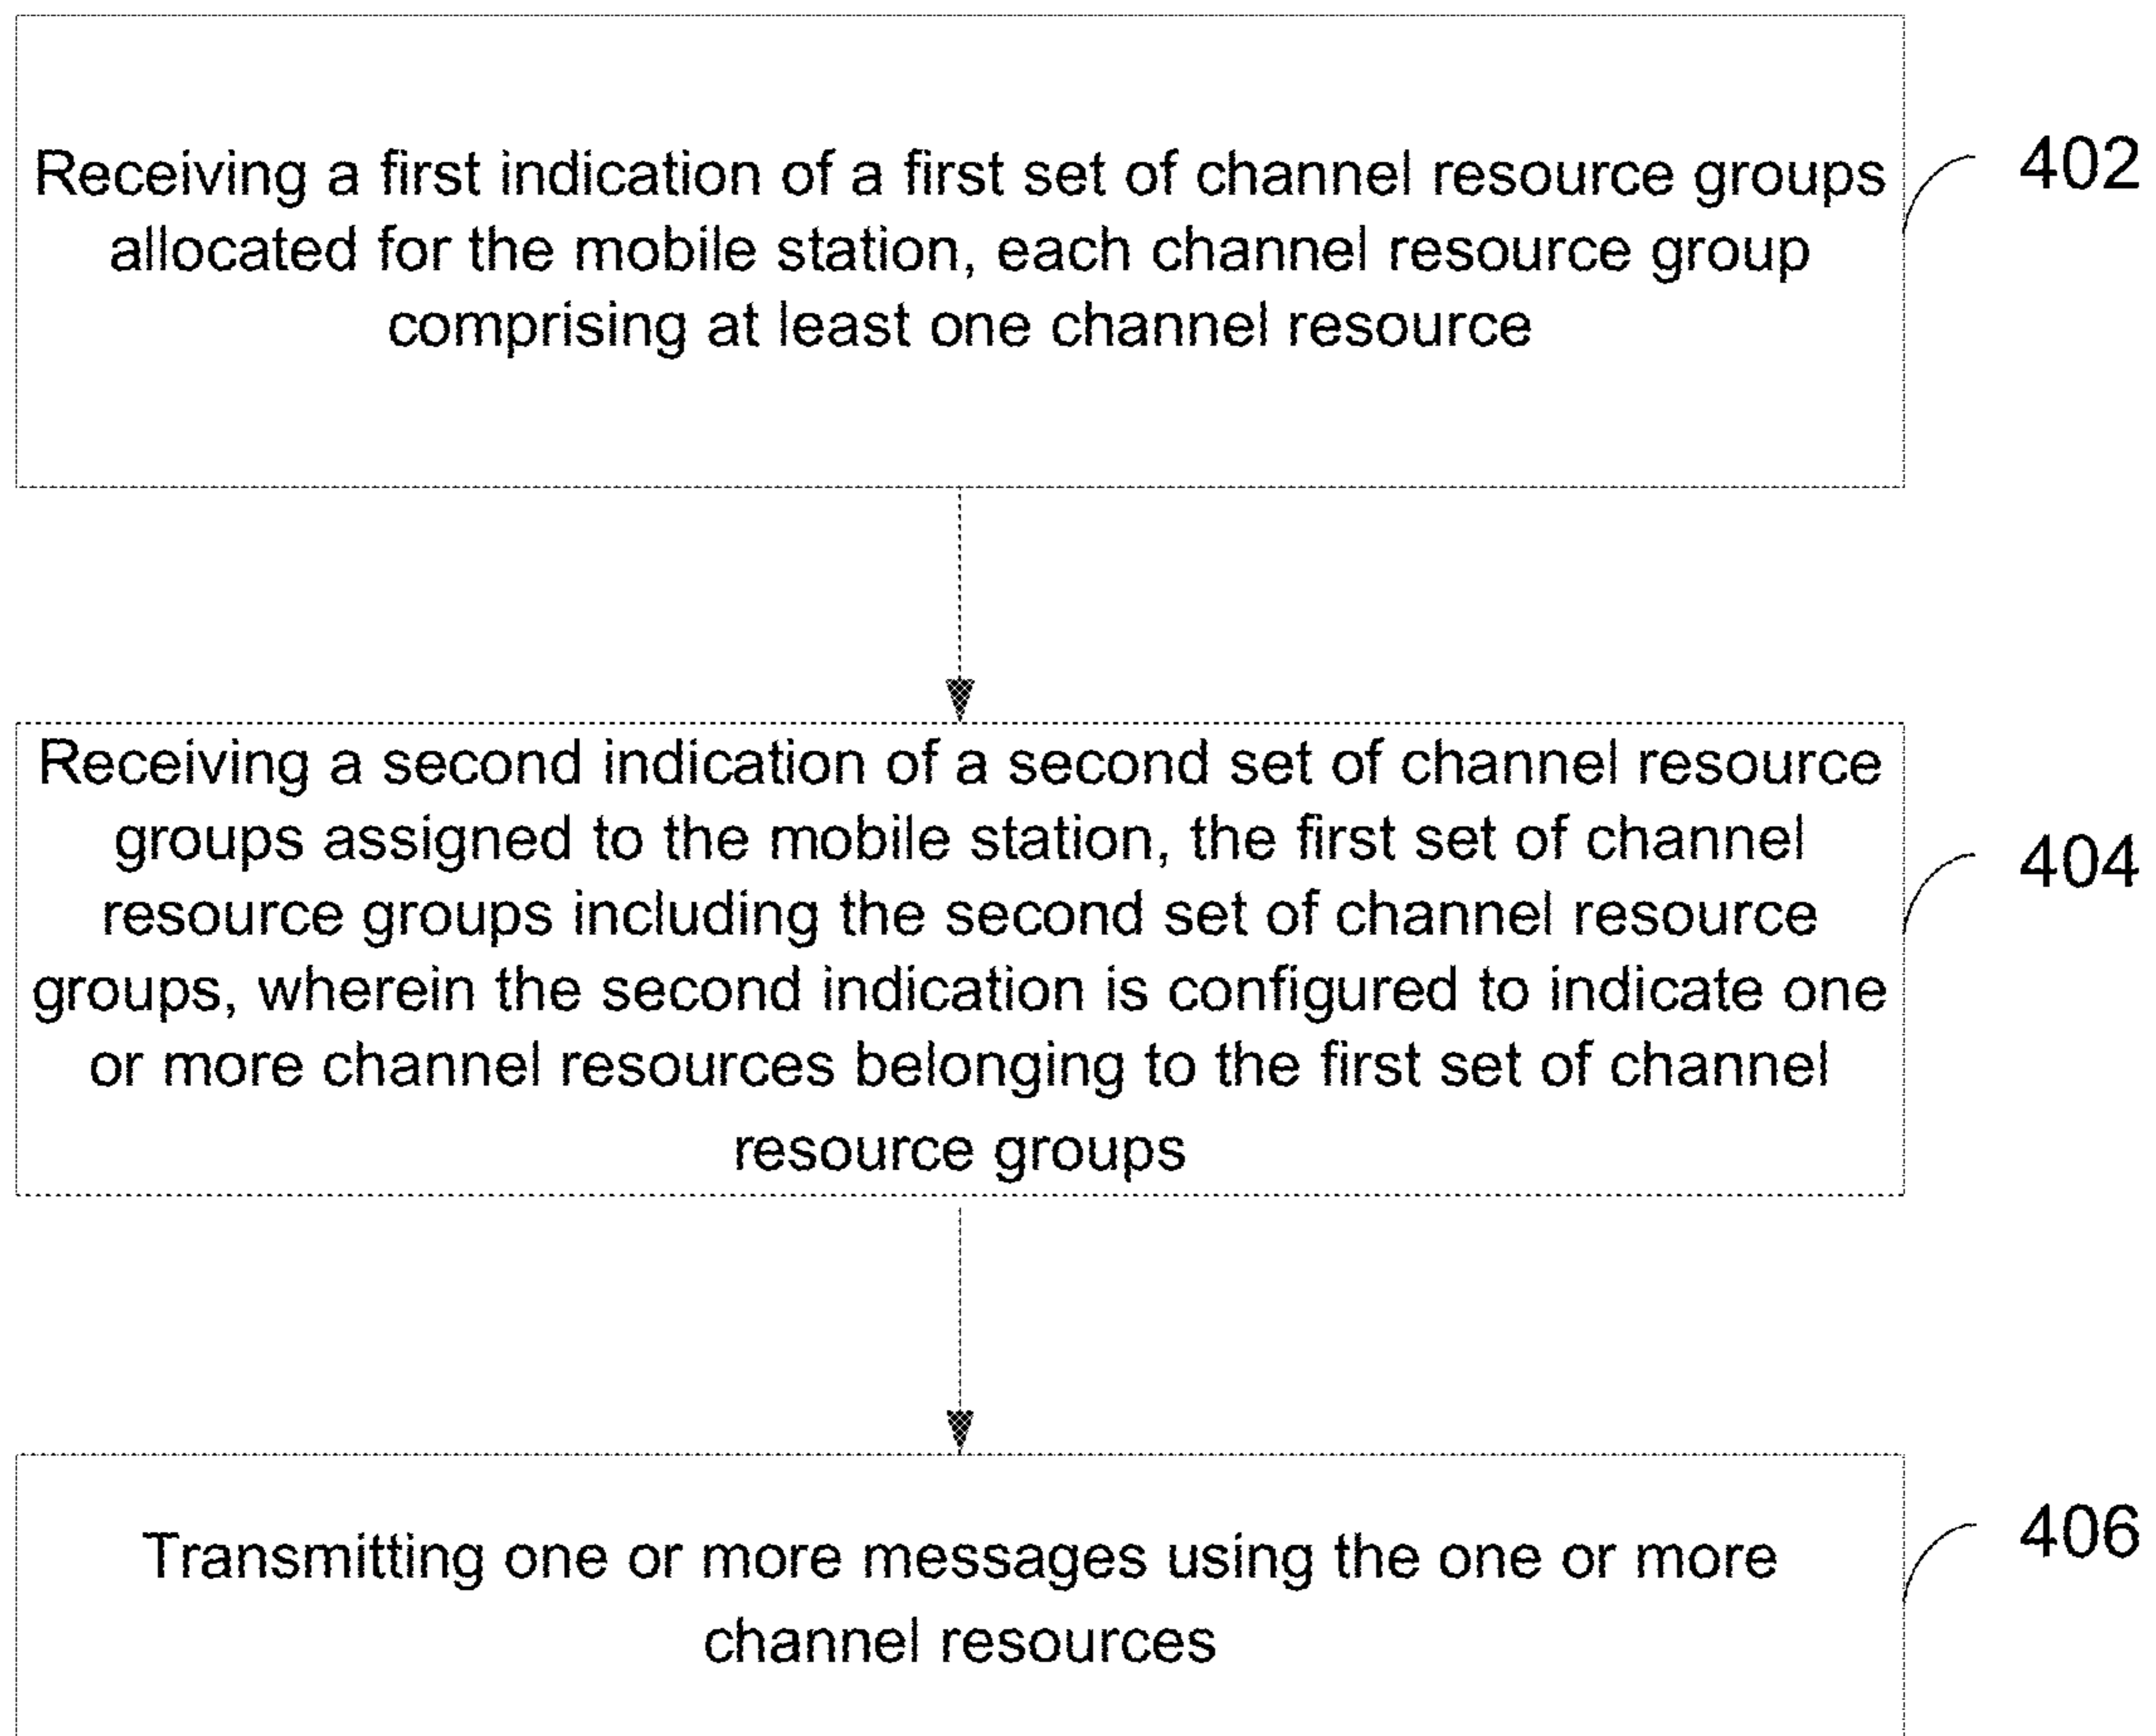 Receiving a first indication of a first set of channel resource groups
allocated for the mobile station, each channel resource group
comprising at least one channel resource
402
Receiving a second indication of a second set of channel resource
groups assigned to the mobile station, the first set of channel
resource groups including the second set of channel resource
groups, wherein the second indication is configured to indicate one
or more channel resources belonging to the first set of channel
resource groups
404
Transmitting one or more messages using the one or more
channel resources
406